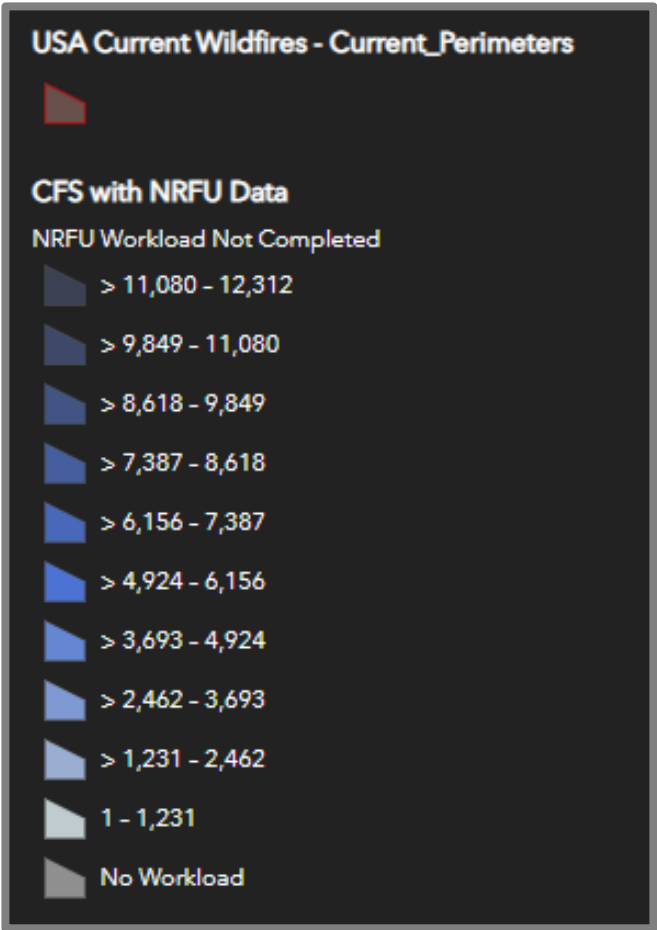 USA Current Wildfires - Current_Perimeters
CFS with NRFU Data
NRFU Workload Not Completed
> 11,080 – 12,312
> 9,849 – 11,080
> 8,618 – 9,849
> 7,387 – 8,618
> 6,156 – 7,387
> 4,924 – 6,156
> 3,693 – 4,924
> 2,462 – 3,693
> 1,231 – 2,462
1 – 1,231
No Workload